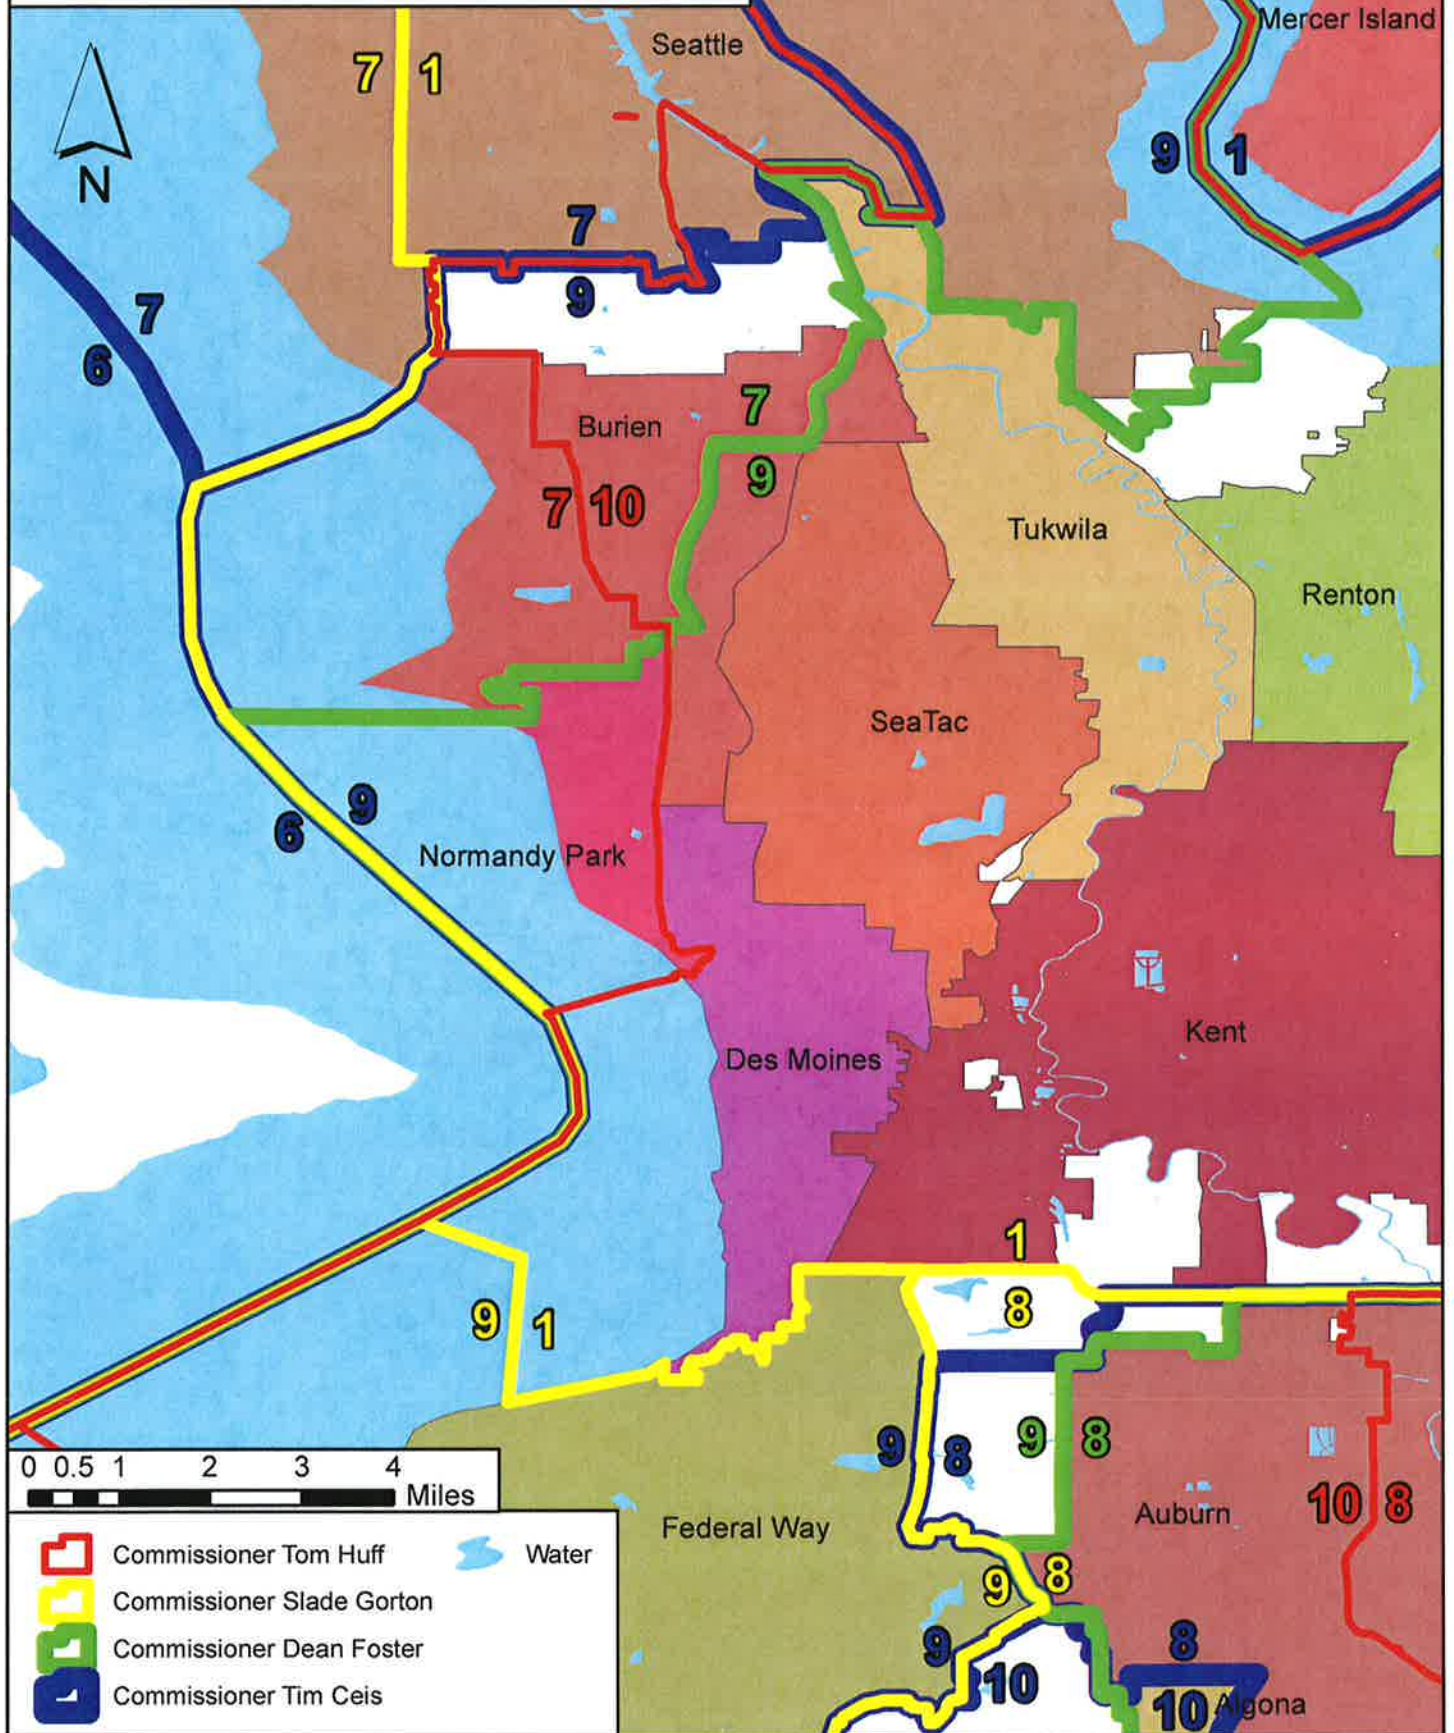 Seattle
Mercer Island
7 1
N
9 1
7
9
7
6
7
Burien
9
7 10
Tukwila
Renton
SeaTac
9
6
Normandy Park
Kent
Des Moines
1
8
9 1
9 8
9 8
0 0.5 1 2 3 4
Miles
10 8
Auburn
Federal Way
Commissioner Tom Huff
Water
9 8
Commissioner Slade Gorton
Commissioner Dean Foster
9
8
Commissioner Tim Ceis
10
10 Algona